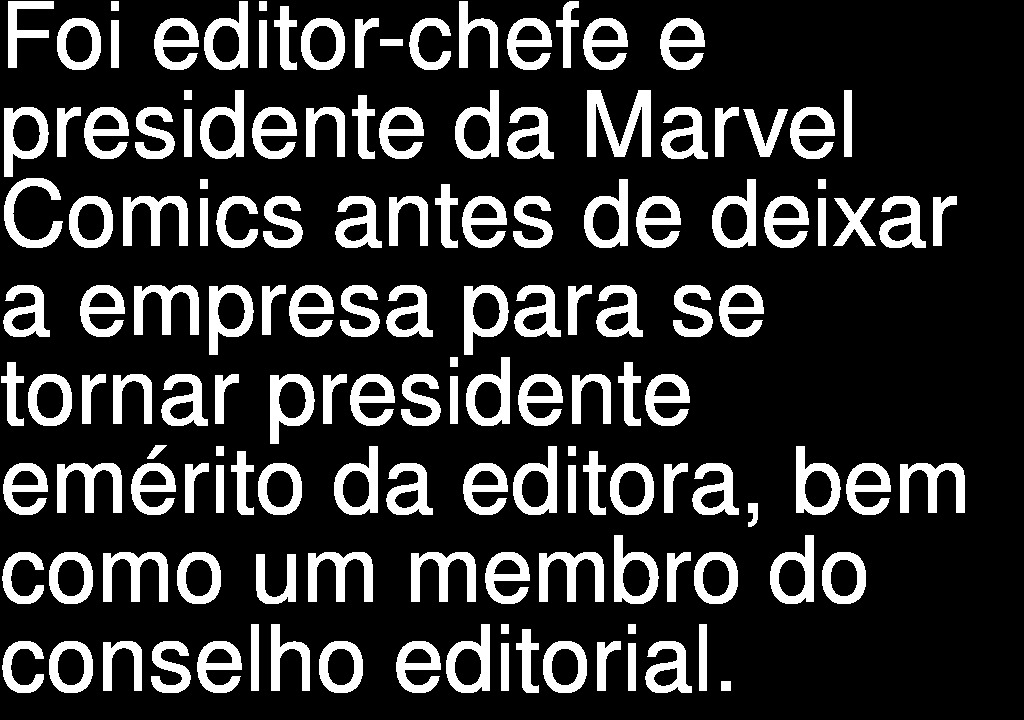 Foi editor-chefe e
presidente da Marvel
Comics antes de deixar
a empresa para se
tornar presidente
emérito da editora, bem
como um membro do
conselho editorial.